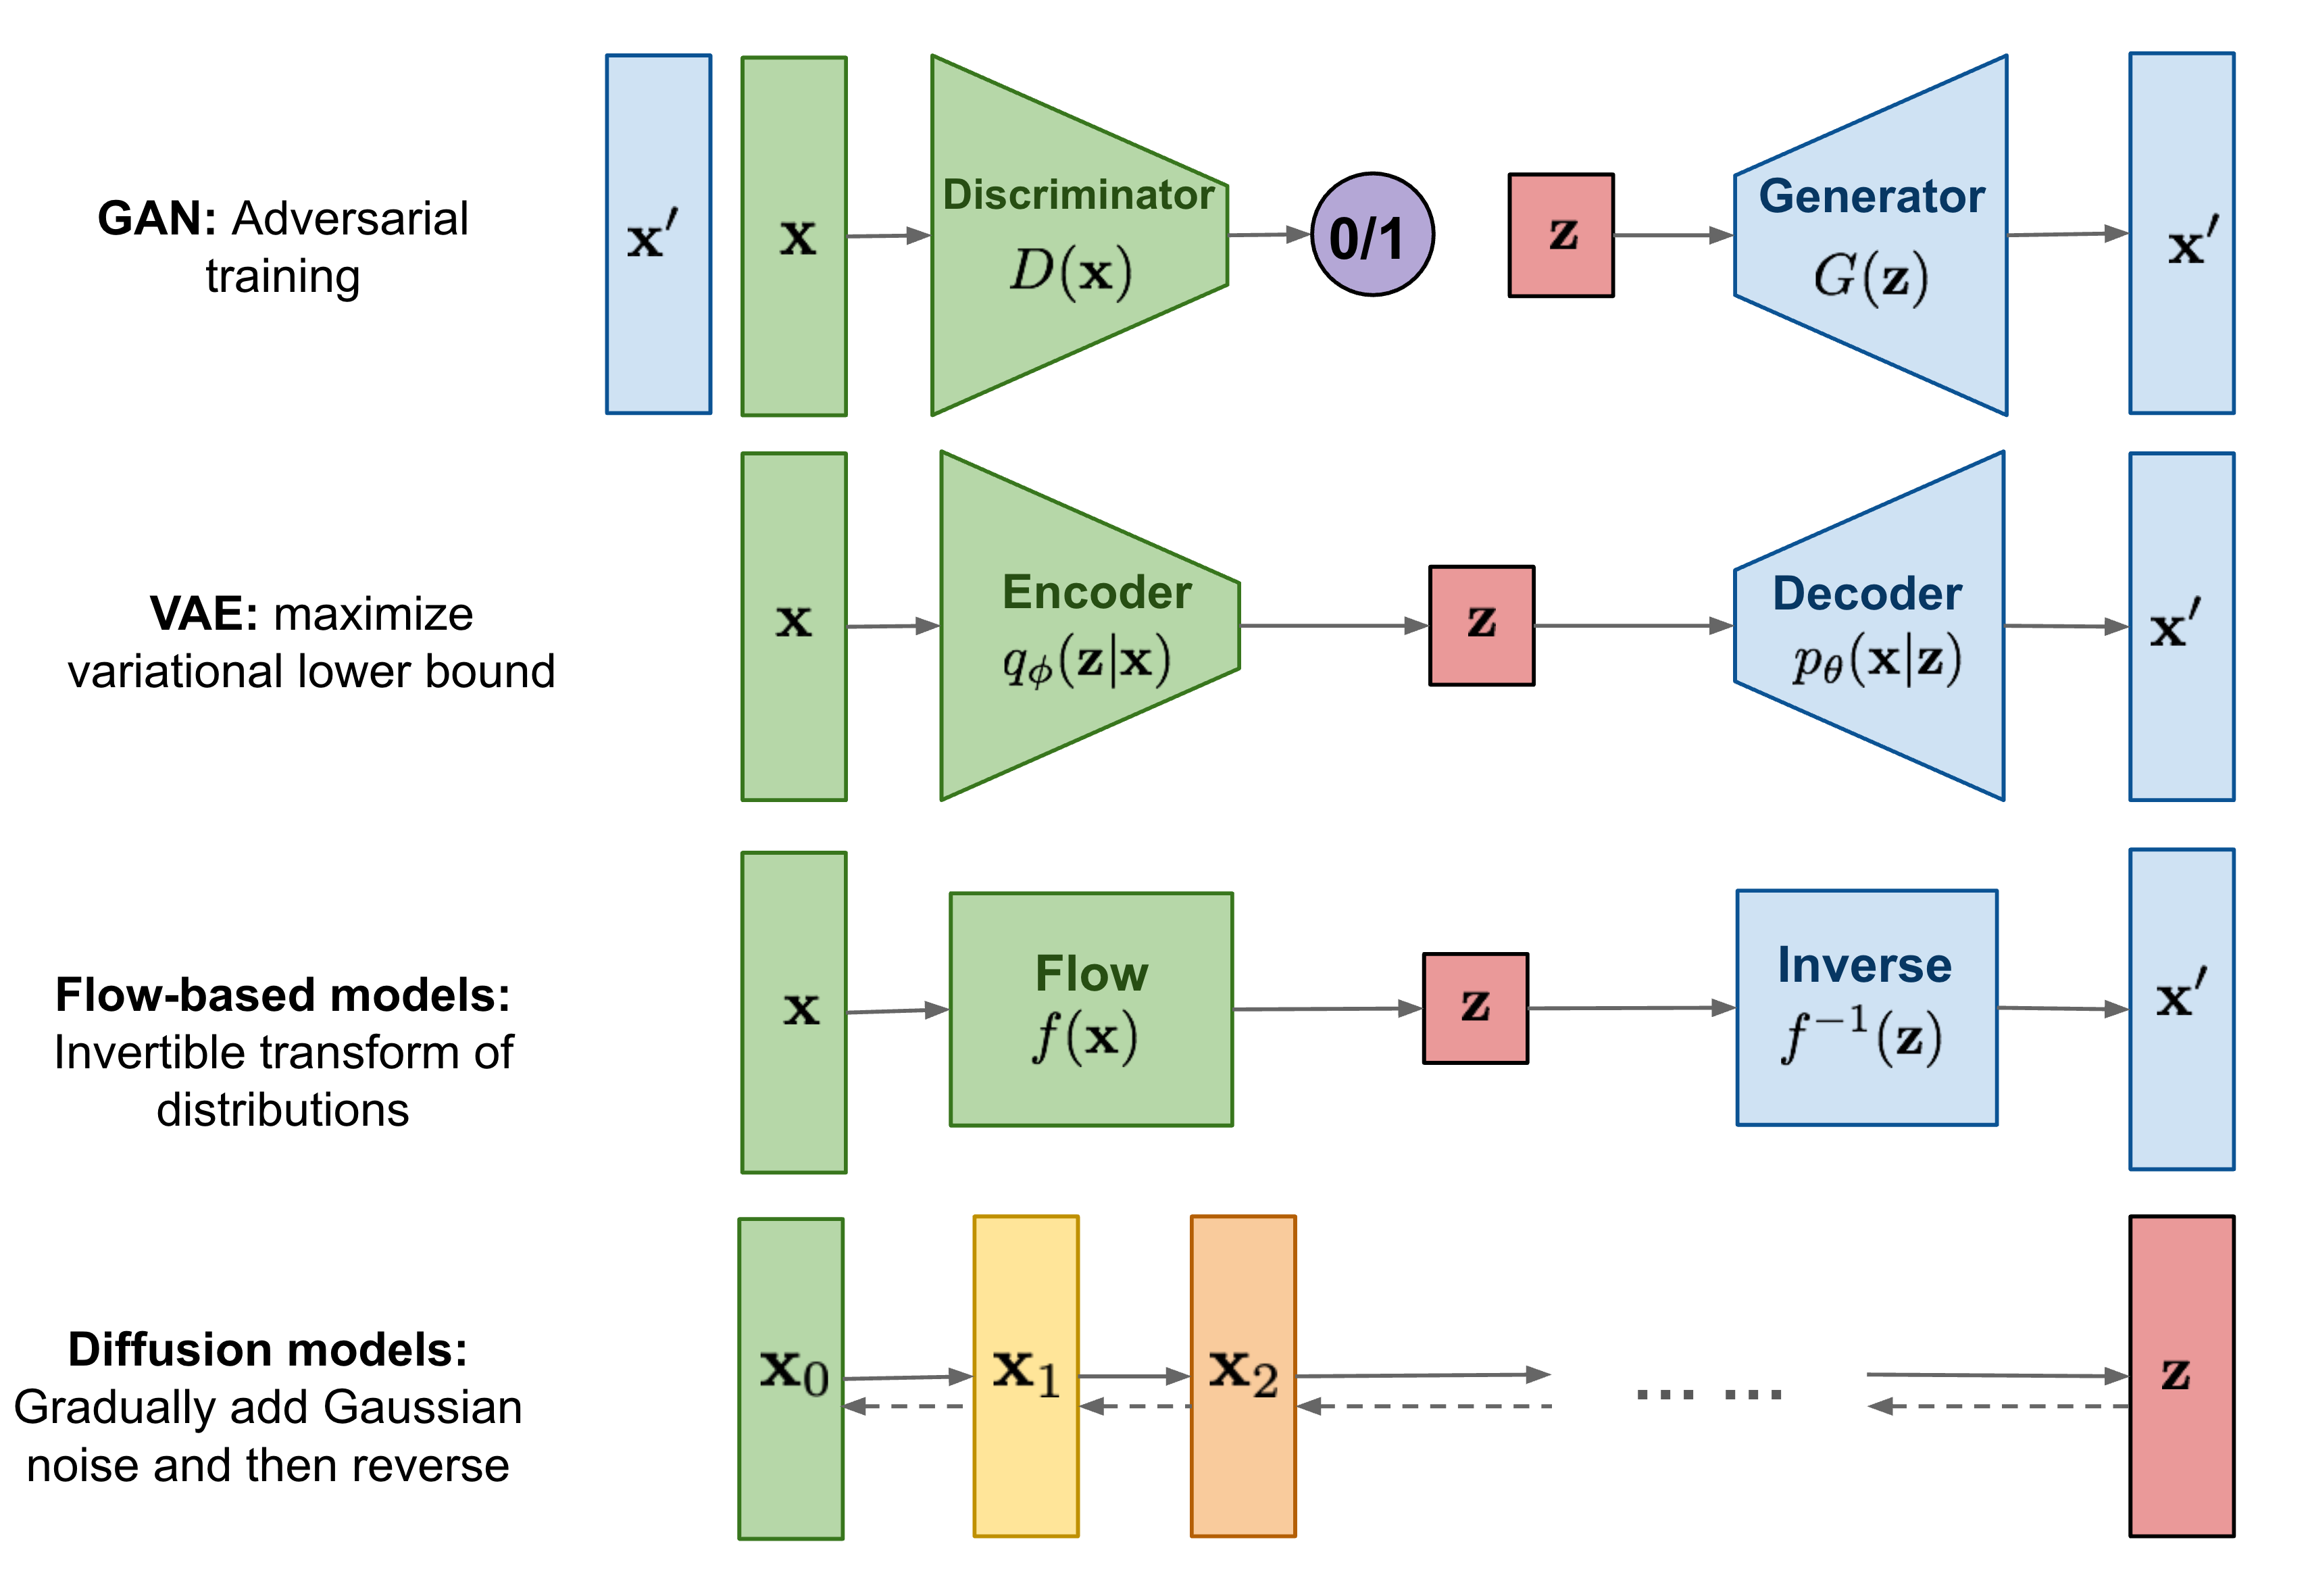 GAN: Adversarial
training
x′
x
Discriminator
D(x)
0/1
z
Generator
G(z)
x′
VAE: maximize
variational lower bound
x
Encoder
qϕ(z|x)
z
Decoder
pθ(x|z)
x′
Flow-based models:
Invertible transform of
distributions
x
Flow
f(x)
z
Inverse
f⁻¹(z)
x′
Diffusion models:
Gradually add Gaussian
noise and then reverse
x₀
x₁
x₂
... ...
z